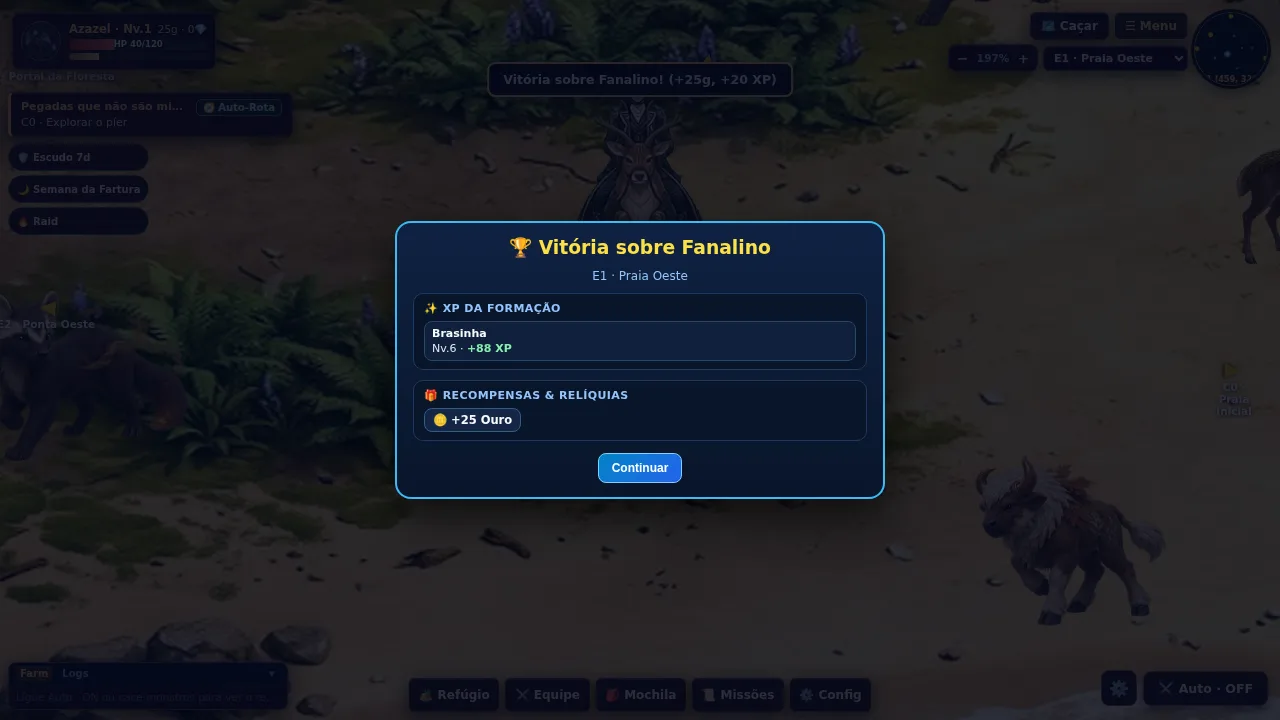 Azazel · Nv.1 25g · 0💎
HP 40/120
Portal da Floresta
Pegadas que não são mi... 🧭 Auto-Rota
C0 · Explorar o píer
🛡️ Escudo 7d
🌙 Semana da Fartura
🔥 Raid
Vitória sobre Fanalino! (+25g, +20 XP)
🗺️ Caçar ☰ Menu
− 197% + E1 · Praia Oeste
E2 · Ponta Oeste
C0 ·
Praia
Inicial
🏆 Vitória sobre Fanalino
E1 · Praia Oeste
✨ XP DA FORMAÇÃO
Brasinha
Nv.6 · +88 XP
🎁 RECOMPENSAS & RELÍQUIAS
🪙 +25 Ouro
Continuar
Farm Logs ▾
🏕️ Refúgio ⚔️ Equipe 🎒 Mochila 📜 Missões ⚙️ Config
⚙️ ⚔️ Auto · OFF